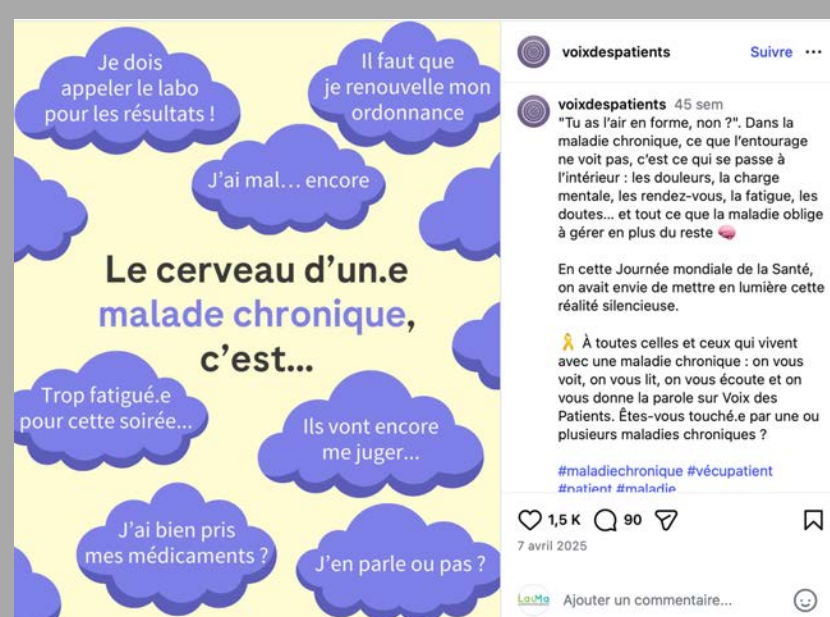 Je dois
appeler le labo
pour les résultats !
Il faut que
je renouvelle mon
ordonnance
J'ai mal... encore
Le cerveau d'un.e
malade chronique,
c'est...
Trop fatigué.e
pour cette soirée...
Ils vont encore
me juger...
J'ai bien pris
mes médicaments ?
J'en parle ou pas ?
voixdespatients
Suivre
voixdespatients 45 sem
"Tu as l'air en forme, non ?". Dans la
maladie chronique, ce que l'entourage
ne voit pas, c'est ce qui se passe à
l'intérieur : les douleurs, la charge
mentale, les rendez-vous, la fatigue, les
doutes... et tout ce que la maladie oblige
à gérer en plus du reste 🧠
En cette Journée mondiale de la Santé,
on avait envie de mettre en lumière cette
réalité silencieuse.
🎗️ À toutes celles et ceux qui vivent
avec une maladie chronique : on vous
voit, on vous lit, on vous écoute et on
vous donne la parole sur Voix des
Patients. Êtes-vous touché.e par une ou
plusieurs maladies chroniques ?
#maladiechronique #vécupatient
#patient #maladie
1,5 K 90
7 avril 2025
LauMa
Ajouter un commentaire...